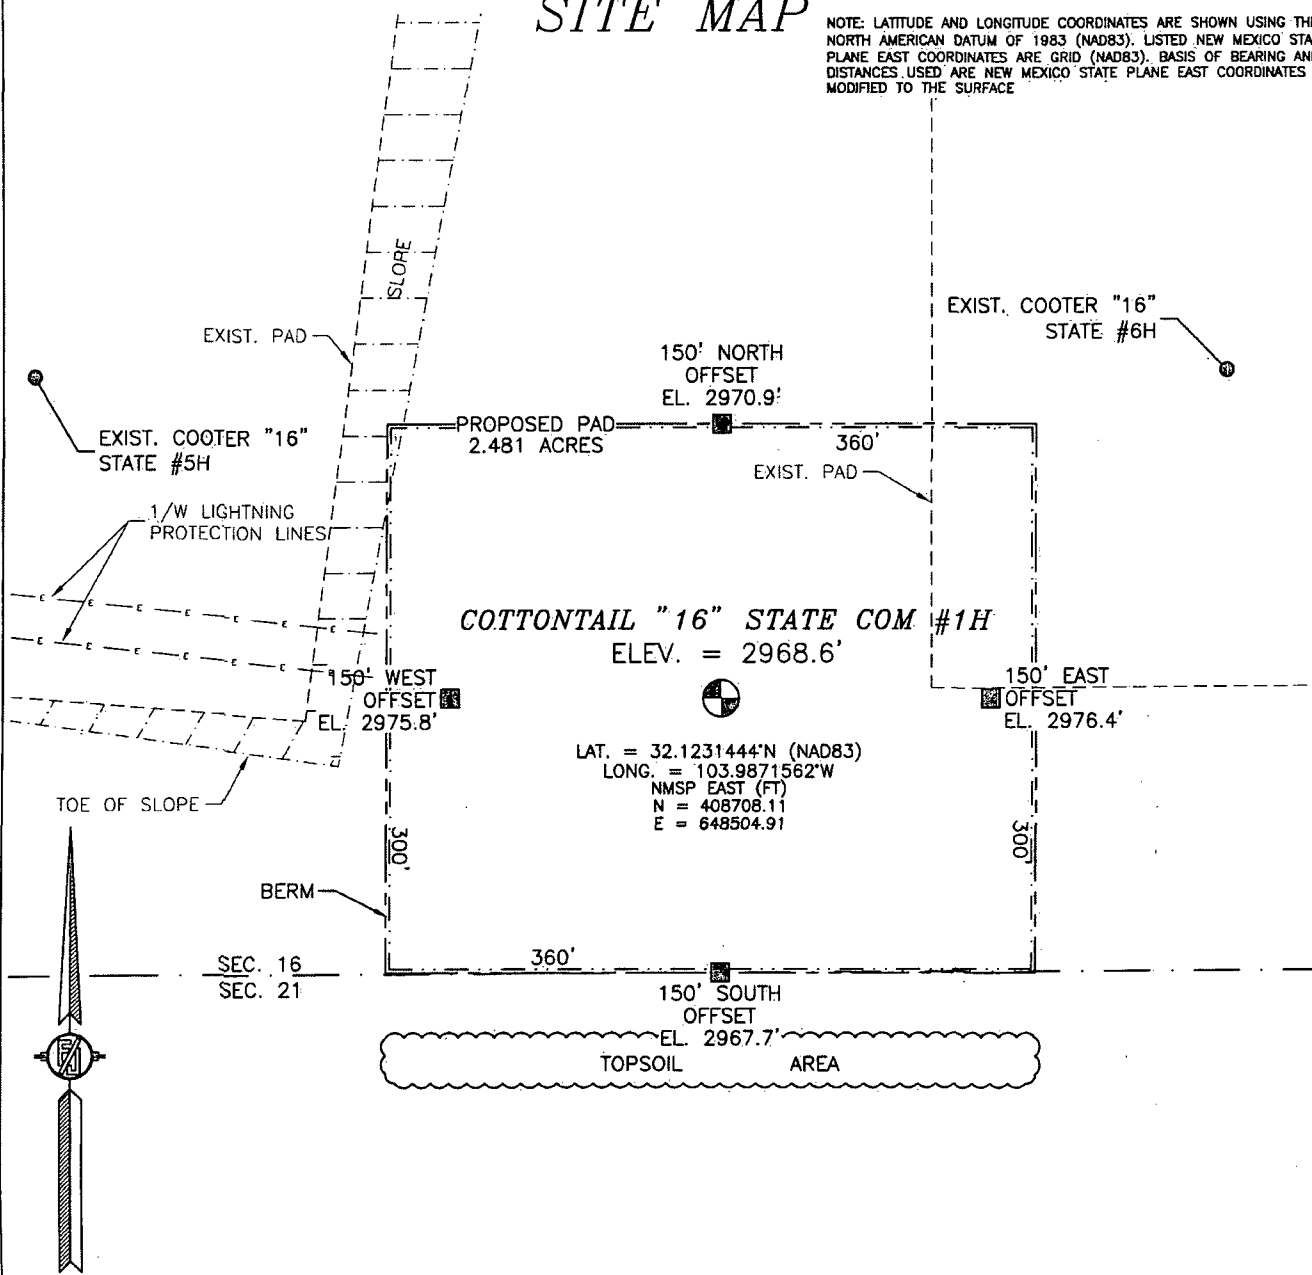 SITE MAP
NOTE: LATITUDE AND LONGITUDE COORDINATES ARE SHOWN USING THE
NORTH AMERICAN DATUM OF 1983 (NAD83). LISTED NEW MEXICO STA
PLANE EAST COORDINATES ARE GRID (NAD83). BASIS OF BEARING AN
DISTANCES USED ARE NEW MEXICO STATE PLANE EAST COORDINATES
MODIFIED TO THE SURFACE
SLOPE
EXIST. PAD
EXIST. COOTER "16"
STATE #6H
150' NORTH
OFFSET
EL. 2970.9'
EXIST. COOTER "16"
STATE #5H
PROPOSED PAD
2.481 ACRES
360'
EXIST. PAD
1/W LIGHTNING
PROTECTION LINES
E E E E E E
E E E E E E
COTTONTAIL "16" STATE COM #1H
ELEV. = 2968.6'
150' WEST
OFFSET
EL. 2975.8'
150' EAST
OFFSET
EL. 2976.4'
LAT. = 32.1231444°N (NAD83)
LONG. = 103.9871562°W
NMSP EAST (FT)
N = 408708.11
E = 648504.91
TOE OF SLOPE
300'
300'
BERM
SEC. 16
SEC. 21
360'
150' SOUTH
OFFSET
EL. 2967.7'
TOPSOIL AREA